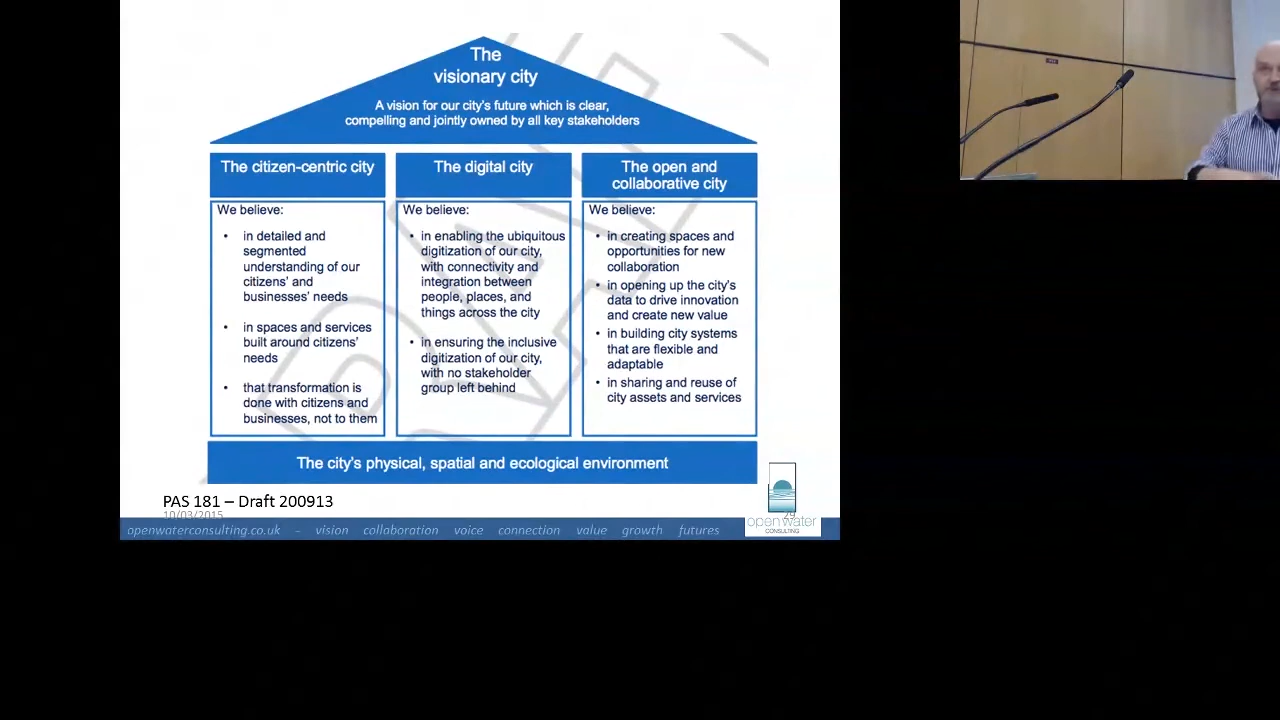 The
visionary city
A vision for our city's future which is clear,
compelling and jointly owned by all key stakeholders
The citizen-centric city
We believe:
• in detailed and
segmented
understanding of our
citizens' and
businesses' needs
• in spaces and services
built around citizens'
needs
• that transformation is
done with citizens and
businesses, not to them
The digital city
We believe:
• in enabling the ubiquitous
digitization of our city,
with connectivity and
integration between
people, places, and
things across the city
• in ensuring the inclusive
digitization of our city,
with no stakeholder
group left behind
The open and
collaborative city
We believe:
• in creating spaces and
opportunities for new
collaboration
• in opening up the city's
data to drive innovation
and create new value
• in building city systems
that are flexible and
adaptable
• in sharing and reuse of
city assets and services
The city's physical, spatial and ecological environment
PAS 181 – Draft 200913
10/03/2015
29
openwaterconsulting.co.uk - vision collaboration voice connection value growth futures
open water
CONSULTING